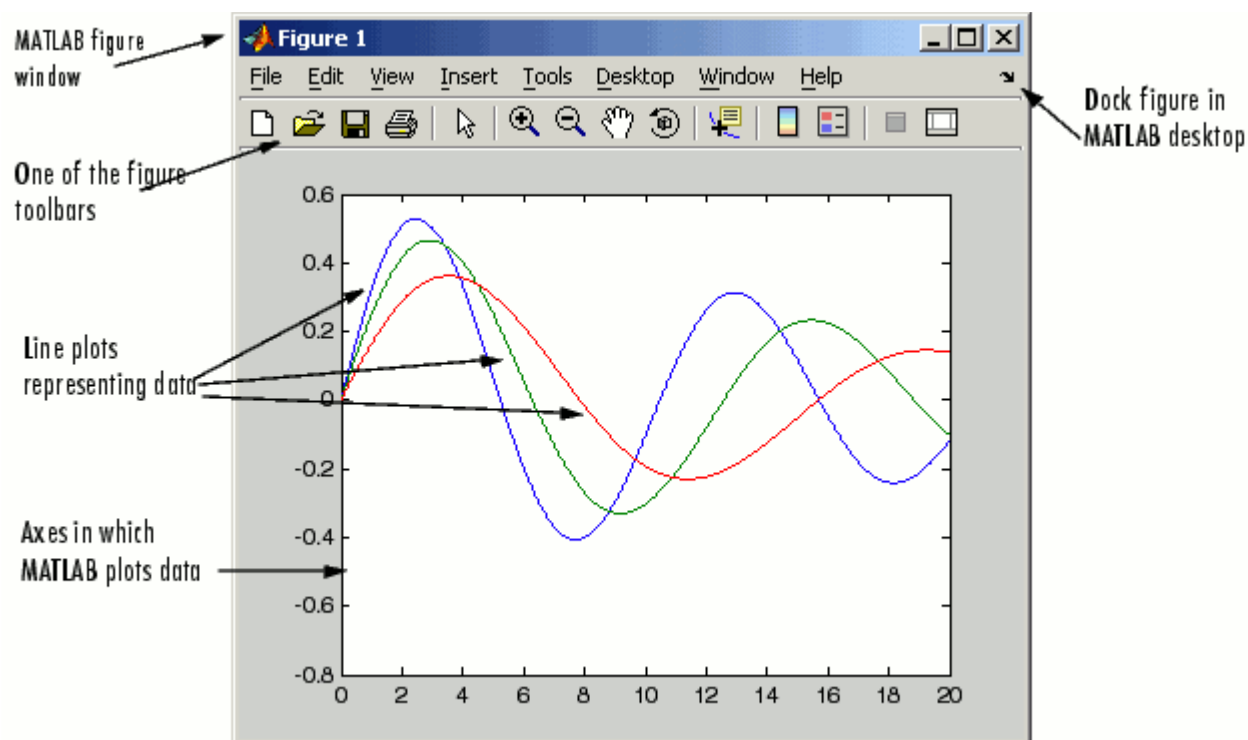 MATLAB figure
window
Figure 1
File Edit View Insert Tools Desktop Window Help
Dock figure in
MATLAB desktop
One of the figure
toolbars
Line plots
representing data
Axes in which
MATLAB plots data
0.6
0.4
0.2
0
-0.2
-0.4
-0.6
-0.8
0 2 4 6 8 10 12 14 16 18 20